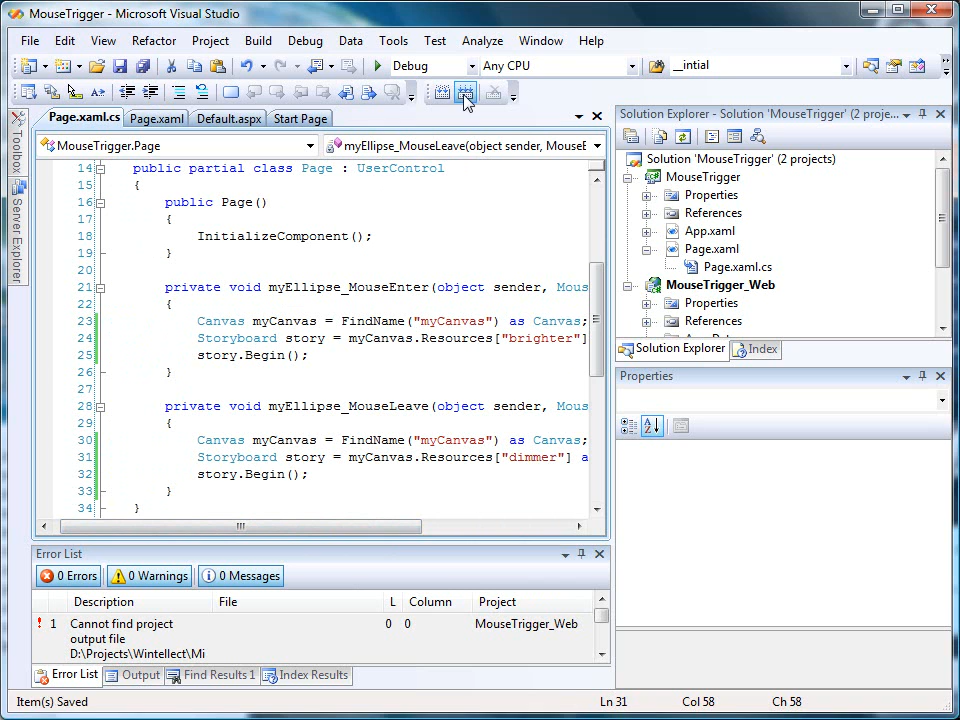 MouseTrigger - Microsoft Visual Studio
File Edit View Refactor Project Build Debug Data Tools Test Analyze Window Help
Debug Any CPU __intial
Page.xaml.cs Page.xaml Default.aspx Start Page
MouseTrigger.Page myEllipse_MouseLeave(object sender, MouseE
14 public partial class Page : UserControl
15 {
16 public Page()
17 {
18 InitializeComponent();
19 }
20
21 private void myEllipse_MouseEnter(object sender, Mous
22 {
23 Canvas myCanvas = FindName("myCanvas") as Canvas;
24 Storyboard story = myCanvas.Resources["brighter"]
25 story.Begin();
26 }
27
28 private void myEllipse_MouseLeave(object sender, Mous
29 {
30 Canvas myCanvas = FindName("myCanvas") as Canvas;
31 Storyboard story = myCanvas.Resources["dimmer"] a
32 story.Begin();
33 }
34 }
Toolbox
Server Explorer
Solution Explorer - Solution 'MouseTrigger' (2 proje...
Solution 'MouseTrigger' (2 projects)
MouseTrigger
Properties
References
App.xaml
Page.xaml
Page.xaml.cs
MouseTrigger_Web
Properties
References
Solution Explorer Index
Properties
Error List
0 Errors 0 Warnings 0 Messages
Description File L Column Project
1 Cannot find project 0 0 MouseTrigger_Web
output file
D:\Projects\Wintellect\Mi
Error List Output Find Results 1 Index Results
Item(s) Saved Ln 31 Col 58 Ch 58